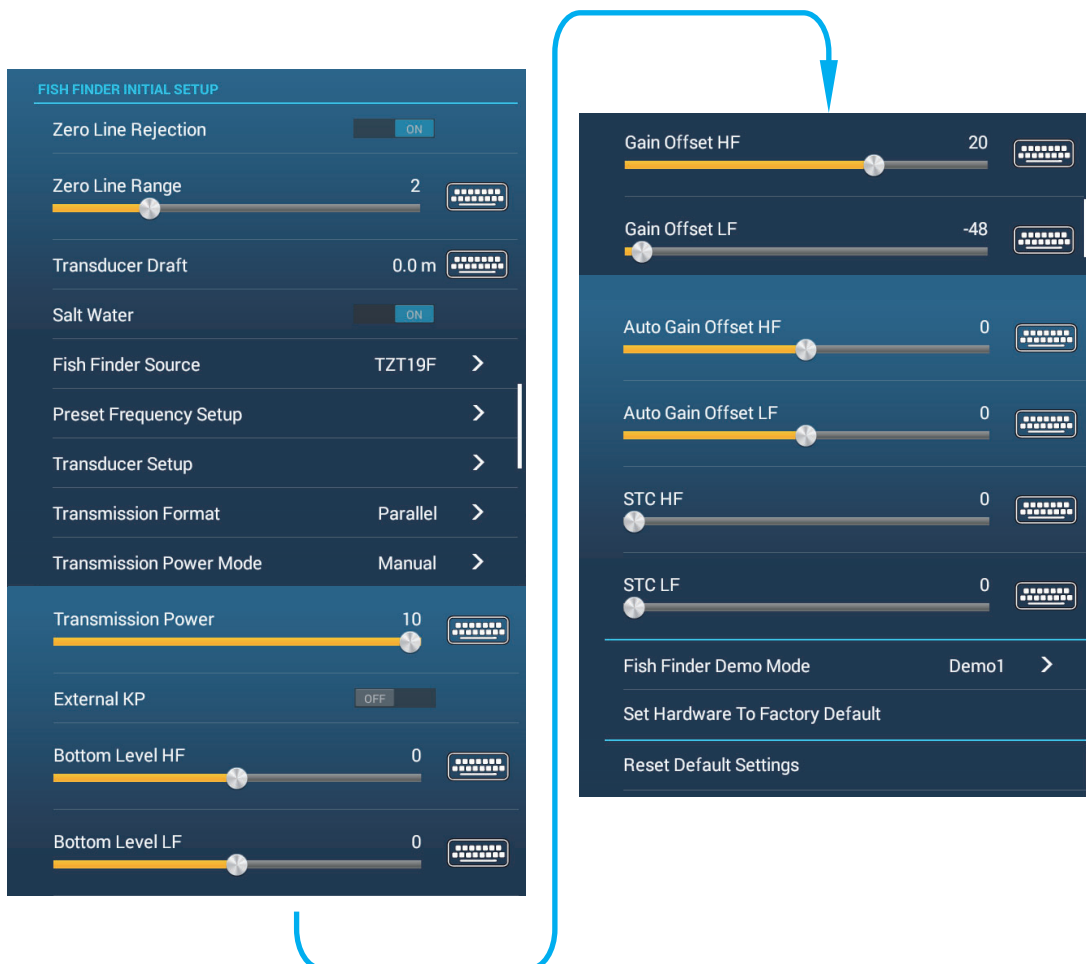 FISH FINDER INITIAL SETUP
Zero Line Rejection ON
Zero Line Range 2
Transducer Draft 0.0 m
Salt Water ON
Fish Finder Source TZT19F
Preset Frequency Setup
Transducer Setup
Transmission Format Parallel
Transmission Power Mode Manual
Transmission Power 10
External KP OFF
Bottom Level HF 0
Bottom Level LF 0
Gain Offset HF 20
Gain Offset LF -48
Auto Gain Offset HF 0
Auto Gain Offset LF 0
STC HF 0
STC LF 0
Fish Finder Demo Mode Demo1
Set Hardware To Factory Default
Reset Default Settings